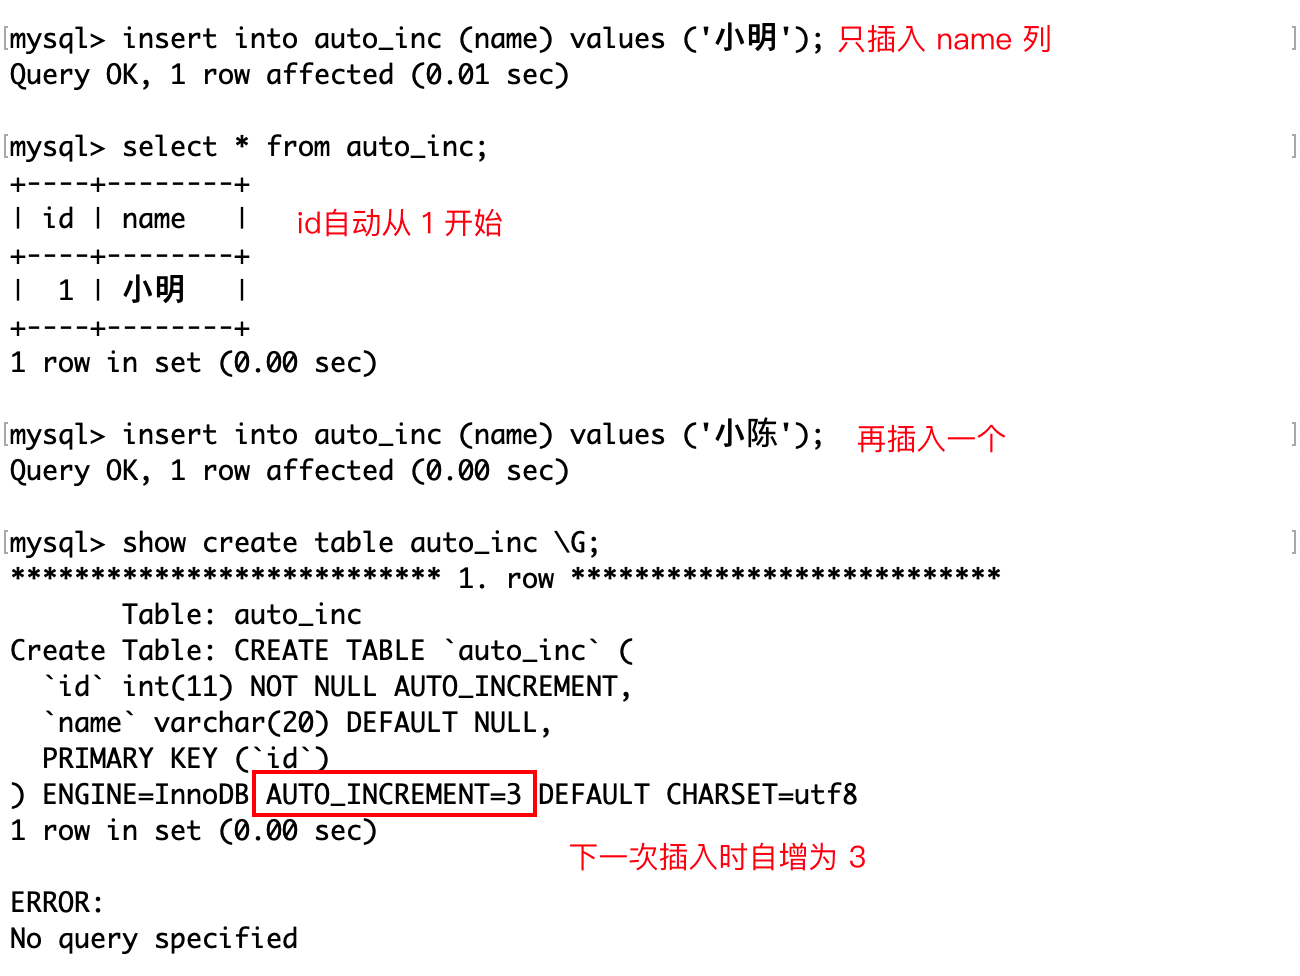 [mysql> insert into auto_inc (name) values ('小明'); 只插入 name 列 ]
Query OK, 1 row affected (0.01 sec)
[mysql> select * from auto_inc; ]
+----+--------+
| id | name   | id自动从 1 开始
+----+--------+
|  1 | 小明   |
+----+--------+
1 row in set (0.00 sec)
[mysql> insert into auto_inc (name) values ('小陈'); 再插入一个 ]
Query OK, 1 row affected (0.00 sec)
[mysql> show create table auto_inc \G; ]
*************************** 1. row ***************************
       Table: auto_inc
Create Table: CREATE TABLE `auto_inc` (
  `id` int(11) NOT NULL AUTO_INCREMENT,
  `name` varchar(20) DEFAULT NULL,
  PRIMARY KEY (`id`)
) ENGINE=InnoDB AUTO_INCREMENT=3 DEFAULT CHARSET=utf8
1 row in set (0.00 sec)
下一次插入时自增为 3
ERROR:
No query specified